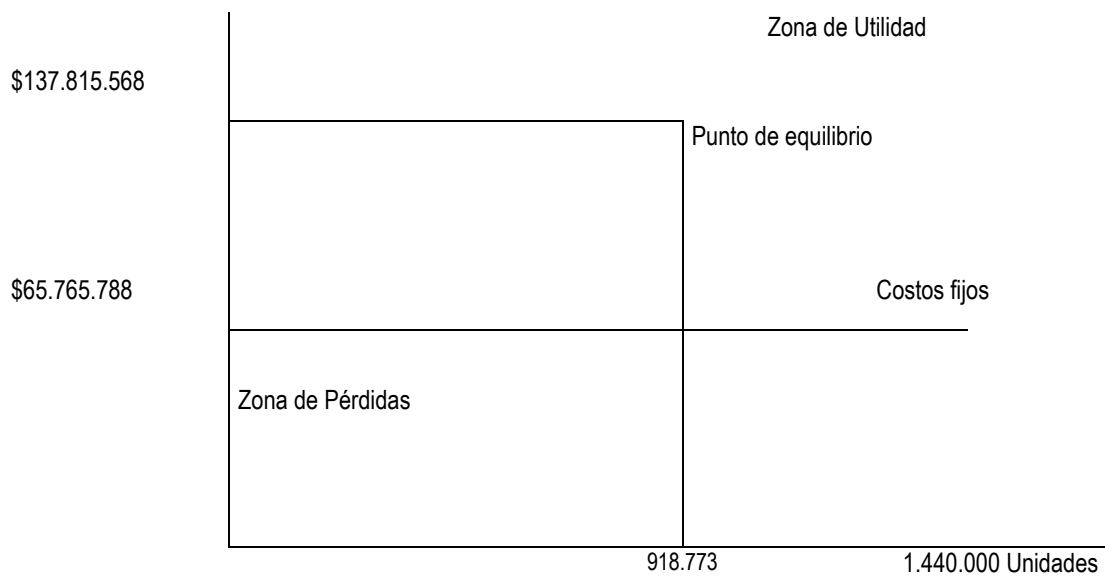 Zona de Utilidad
$137.815.568
Punto de equilibrio
$65.765.788
Costos fijos
Zona de Pérdidas
918.773
1.440.000 Unidades